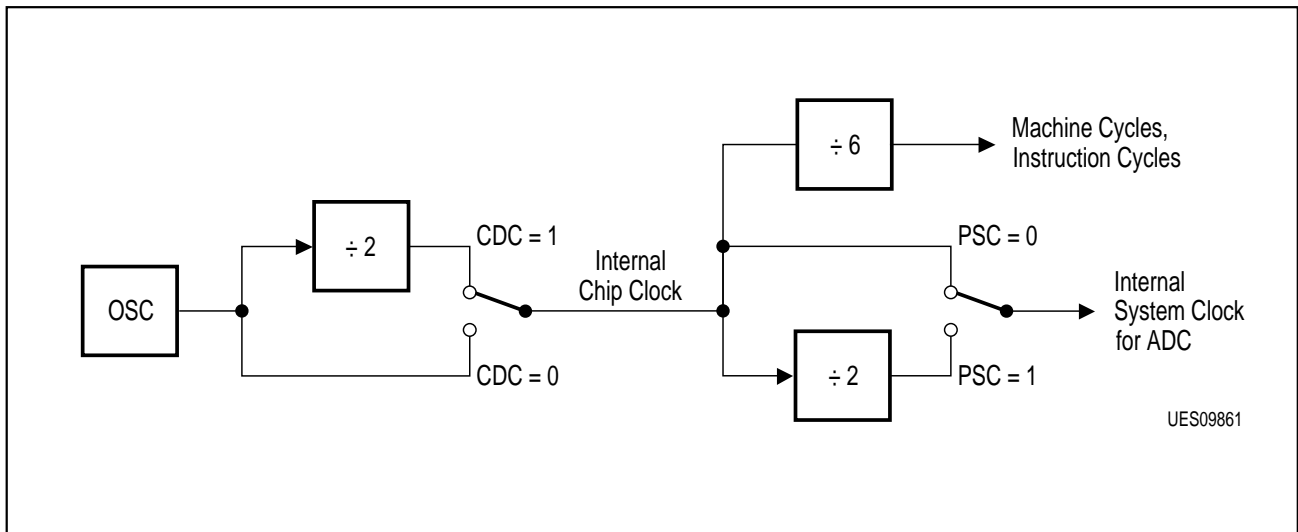 ÷ 6
Machine Cycles,
Instruction Cycles
÷ 2
CDC = 1
PSC = 0
OSC
Internal
Chip Clock
Internal
System Clock
for ADC
CDC = 0
÷ 2
PSC = 1
UES09861